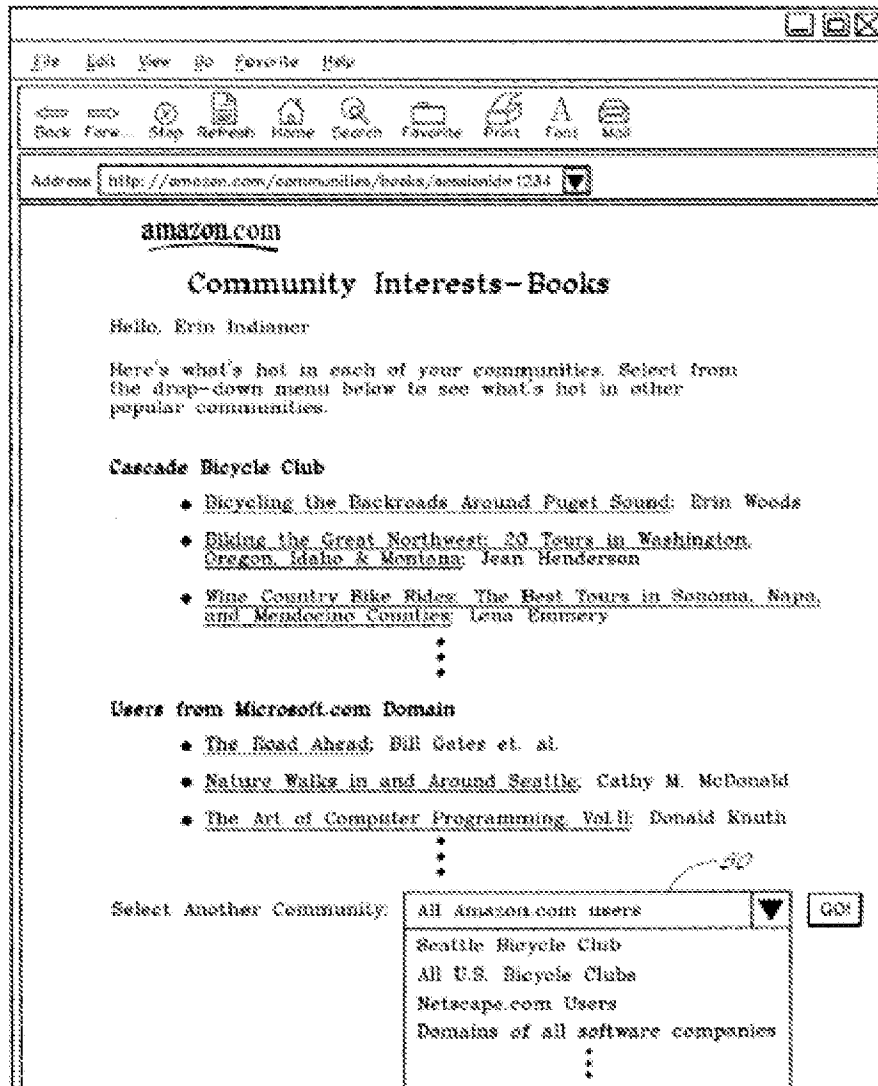 File Edit View Go Favorite Help
Back Forw... Stop Refresh Home Search Favorite Print Font Mail
Address http://amazon.com/communities/books/sessionid=1234
amazon.com
Community Interests-Books
Hello, Erin Indianer
Here's what's hot in each of your communities. Select from
the drop-down menu below to see what's hot in other
popular communities.
Cascade Bicycle Club
• Bicycling the Backroads Around Puget Sound; Erin Woods
• Biking the Great Northwest: 20 Tours in Washington,
Oregon, Idaho & Montana; Jean Henderson
• Wine Country Bike Rides: The Best Tours in Sonoma, Napa,
and Mendocino Counties; Lena Emmery
Users from Microsoft.com Domain
• The Road Ahead; Bill Gates et. al.
• Nature Walks in and Around Seattle; Cathy M. McDonald
• The Art of Computer Programming, Vol.II; Donald Knuth
Select Another Community: All Amazon.com users GO!
Seattle Bicycle Club
All U.S. Bicycle Clubs
Netscape.com Users
Domains of all software companies